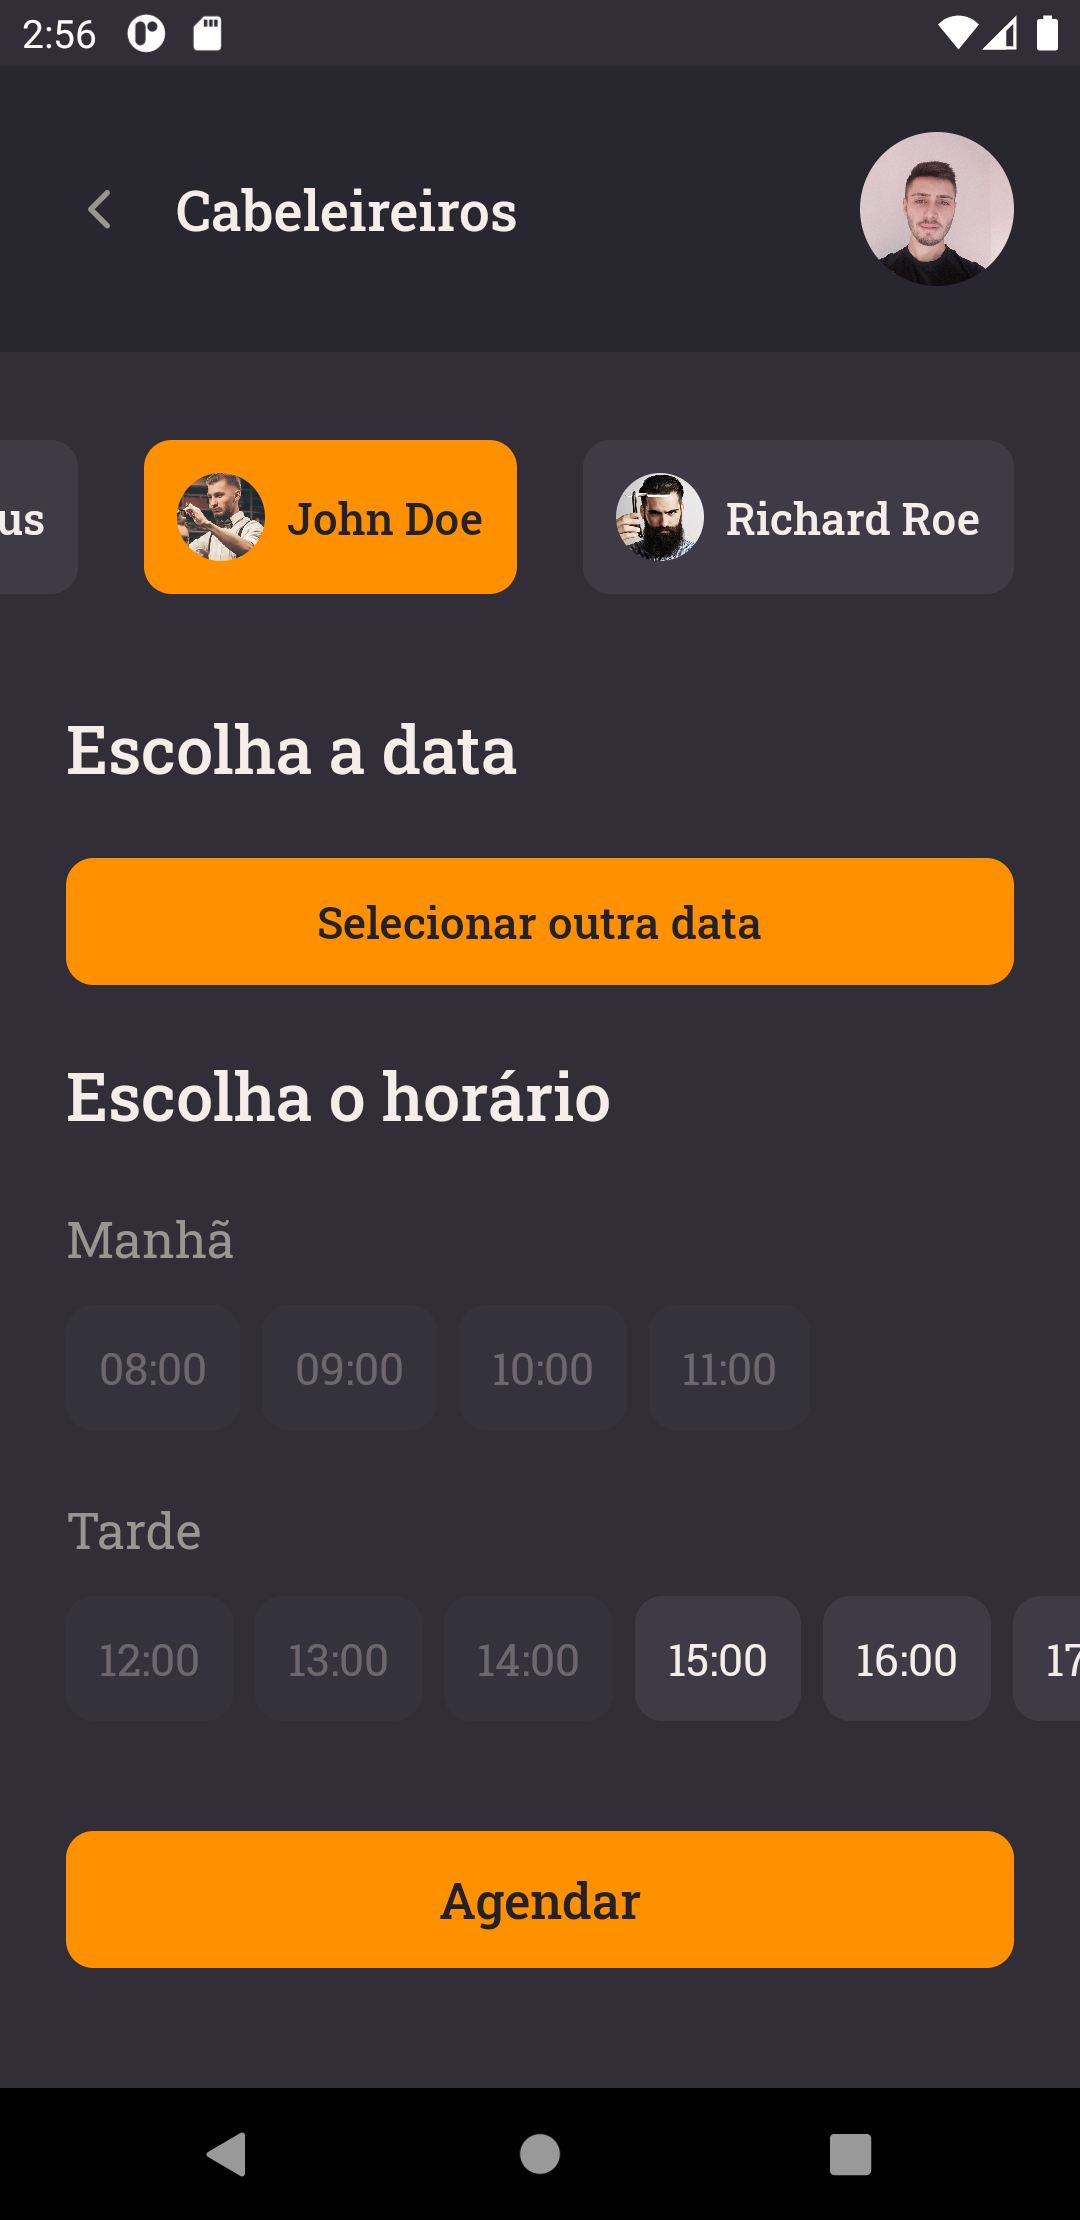 2:56
Cabeleireiros
us
John Doe
Richard Roe
Escolha a data
Selecionar outra data
Escolha o horário
Manhã
08:00 09:00 10:00 11:00
Tarde
12:00 13:00 14:00 15:00 16:00 17
Agendar